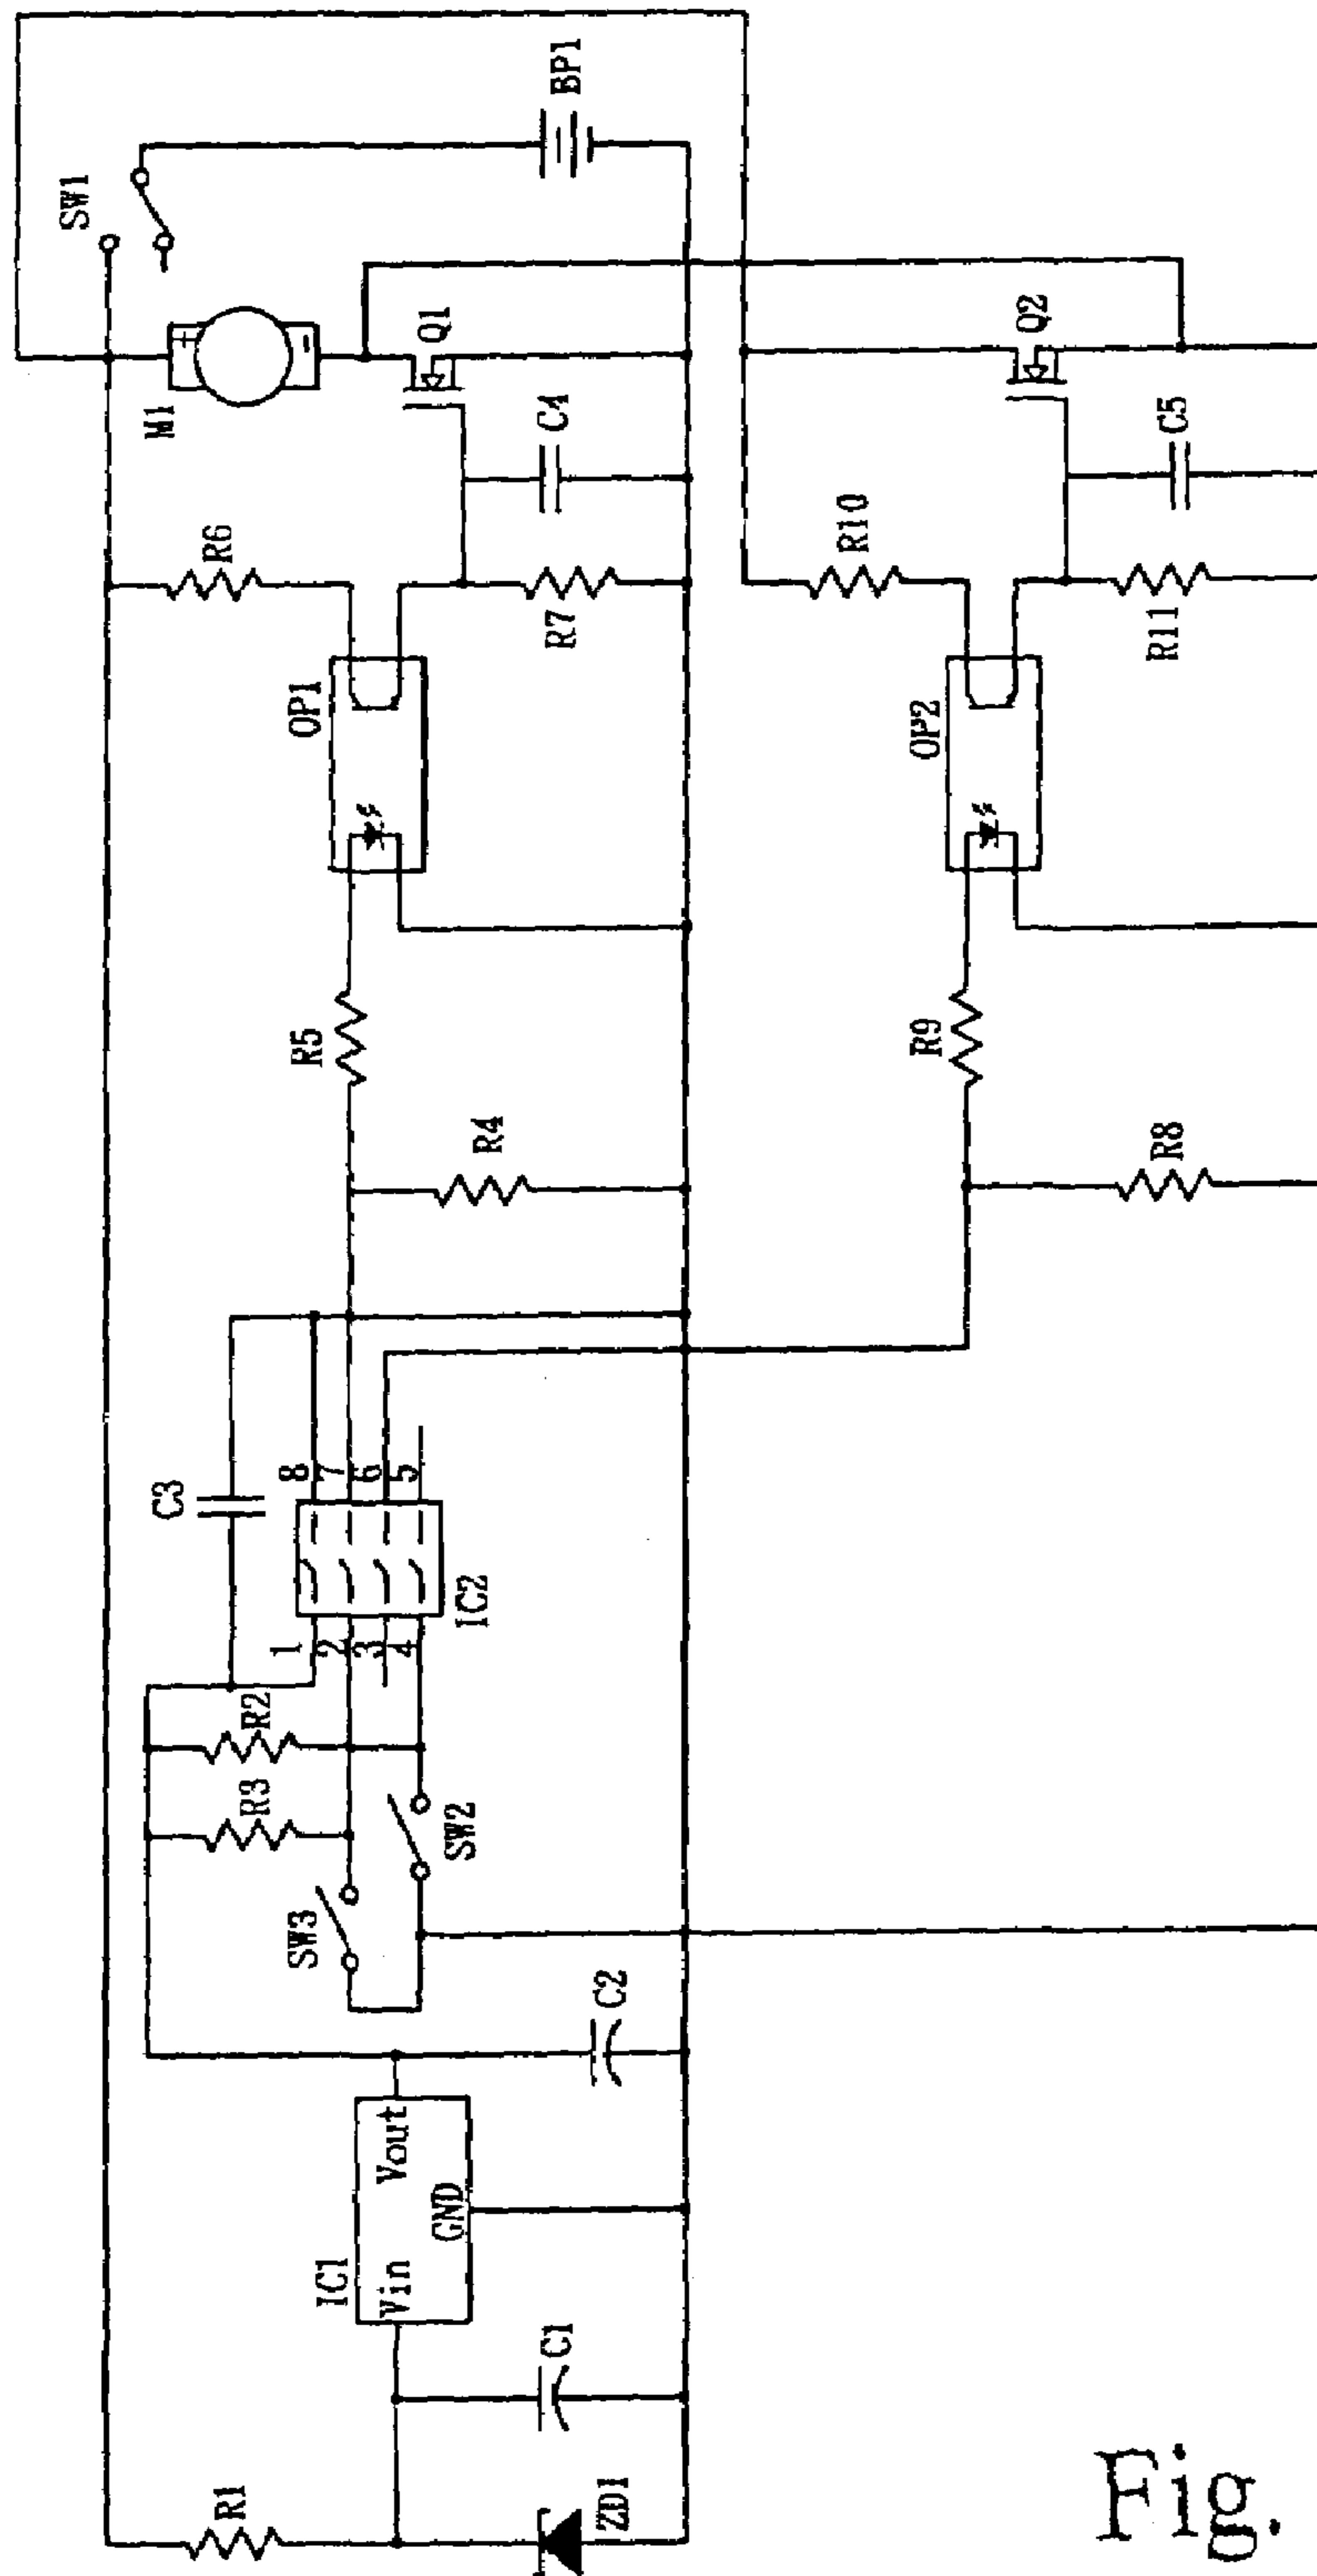 SW1
BP1
M1
Q1
R6
C4
OP1
R7
R5
R4
Q2
R10
C5
OP2
R11
R9
R8
C3
8
7
6
5
1
2
3
4
IC2
R2
R3
SW2
SW3
C2
IC1
Vin
Vout
GND
C1
R1
ZD1
+
-
Fig.